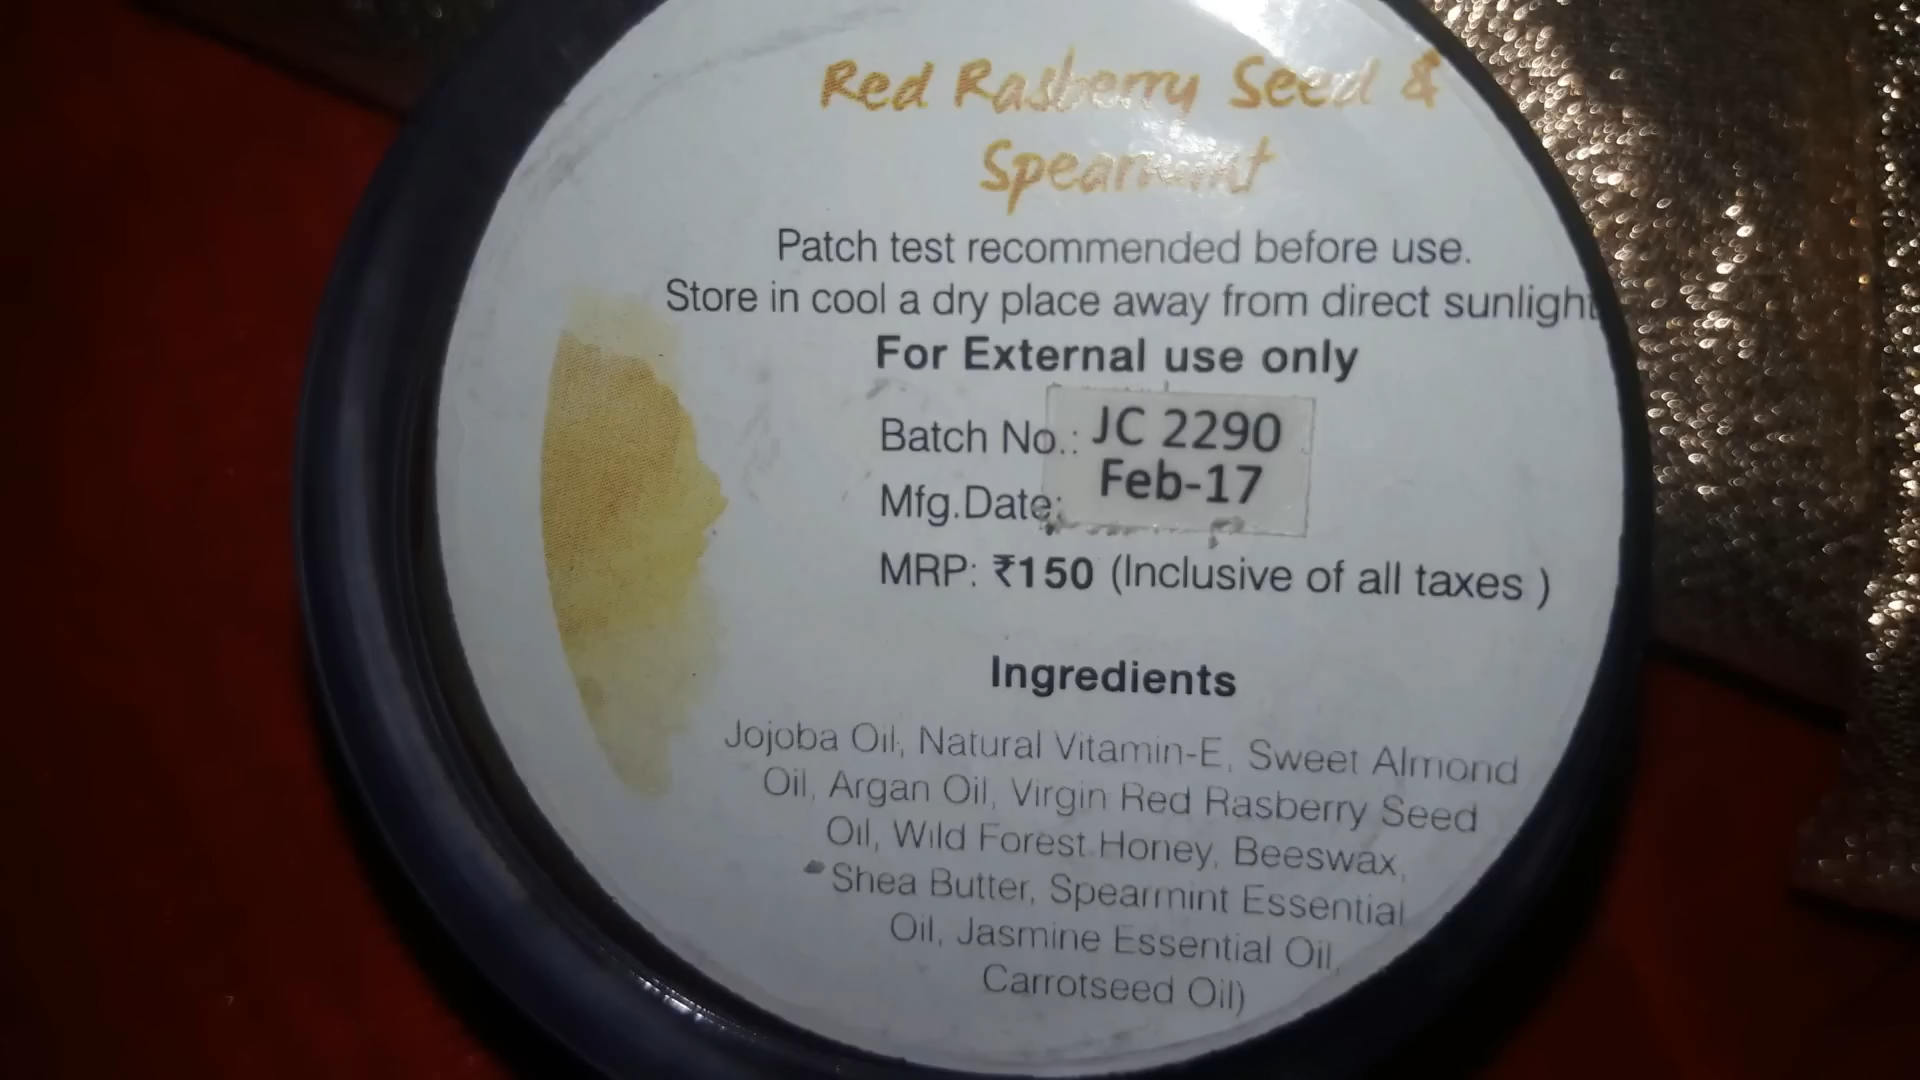 Red Rasberry Seed &
Spearmint
Patch test recommended before use.
Store in cool a dry place away from direct sunlight
For External use only
Batch No.: JC 2290
Mfg.Date: Feb-17
MRP: ₹150 (Inclusive of all taxes )
Ingredients
Jojoba Oil, Natural Vitamin-E, Sweet Almond
Oil, Argan Oil, Virgin Red Rasberry Seed
Oil, Wild Forest Honey, Beeswax,
Shea Butter, Spearmint Essential
Oil, Jasmine Essential Oil,
Carrotseed Oil)